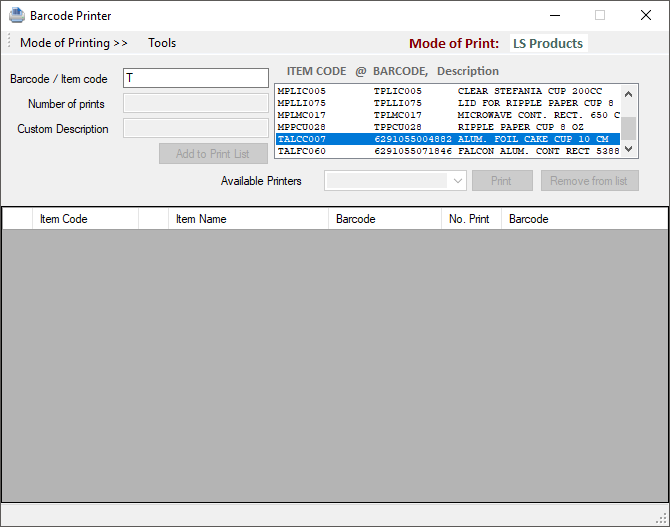 Barcode Printer
Mode of Printing >> Tools Mode of Print: LS Products
ITEM CODE @ BARCODE, Description
Barcode / Item code T
Number of prints
Custom Description
Add to Print List
MPLIC005 TPLIC005 CLEAR STEFANIA CUP 200CC
MPLLI075 TPLLI075 LID FOR RIPPLE PAPER CUP 8
MPLMC017 TPLMC017 MICROWAVE CONT. RECT. 650 C
MPPCU028 TPPCU028 RIPPLE PAPER CUP 8 OZ
TALCC007 6291055004882 ALUM. FOIL CAKE CUP 10 CM
TALFC060 6291055071846 FALCON ALUM. CONT RECT 5388
Available Printers Print Remove from list
Item Code Item Name Barcode No. Print Barcode